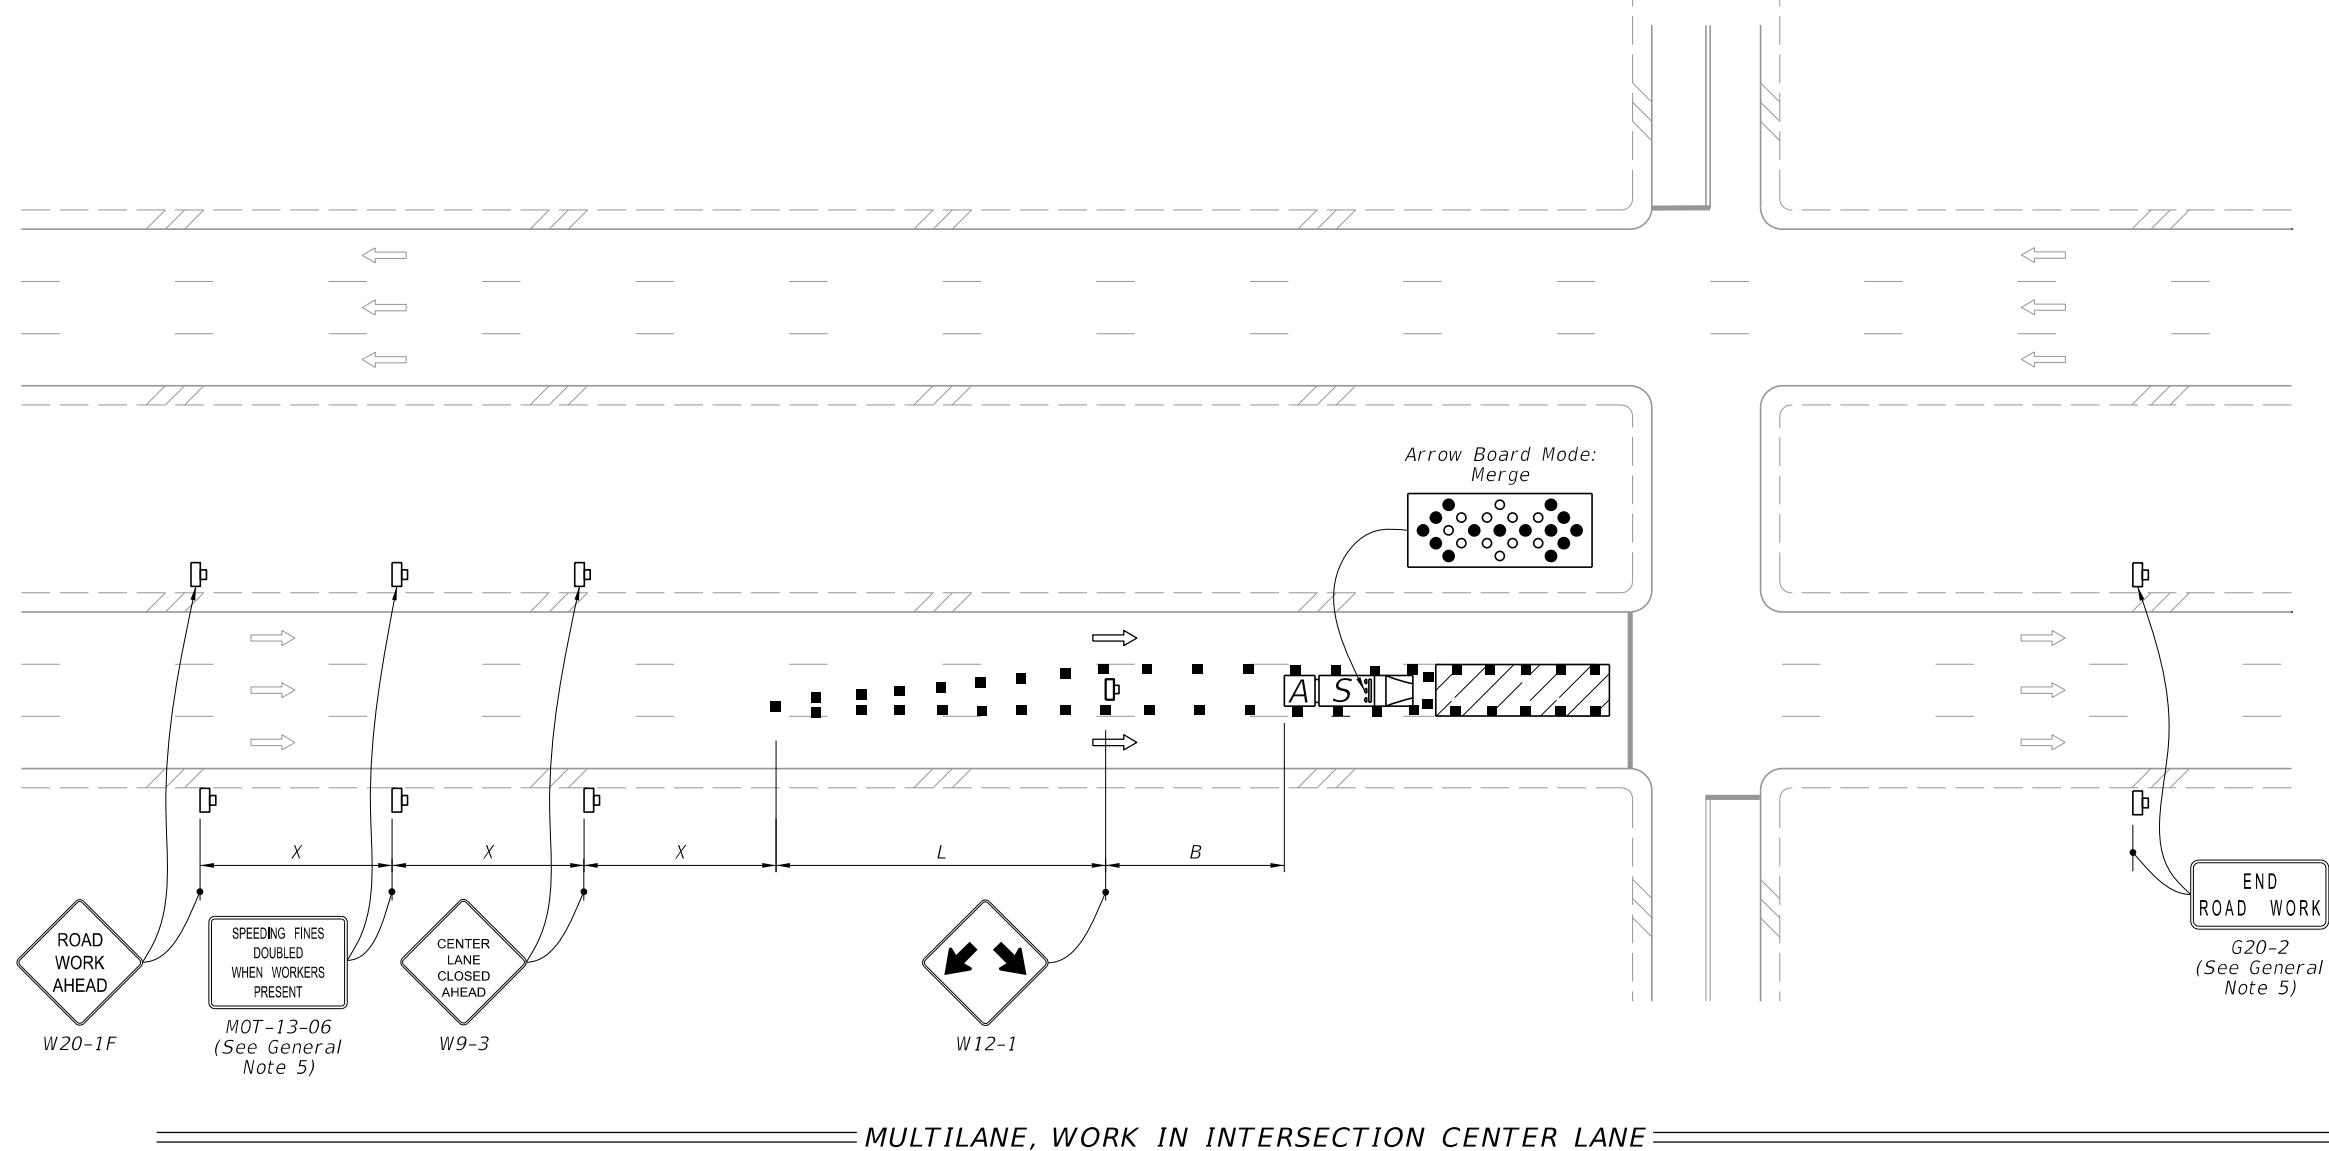 Arrow Board Mode:
Merge
A S
X X X L B
ROAD
WORK
AHEAD
W20-1F
SPEEDING FINES
DOUBLED
WHEN WORKERS
PRESENT
MOT-13-06
(See General
Note 5)
CENTER
LANE
CLOSED
AHEAD
W9-3
W12-1
END
ROAD WORK
G20-2
(See General
Note 5)
MULTILANE, WORK IN INTERSECTION CENTER LANE